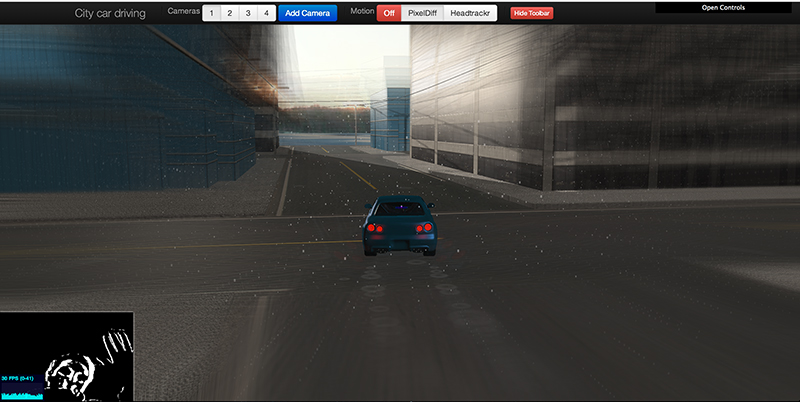 City car driving
Cameras 1 2 3 4 Add Camera Motion Off PixelDiff Headtrackr Hide Toolbar
Open Controls
30 FPS (0-41)